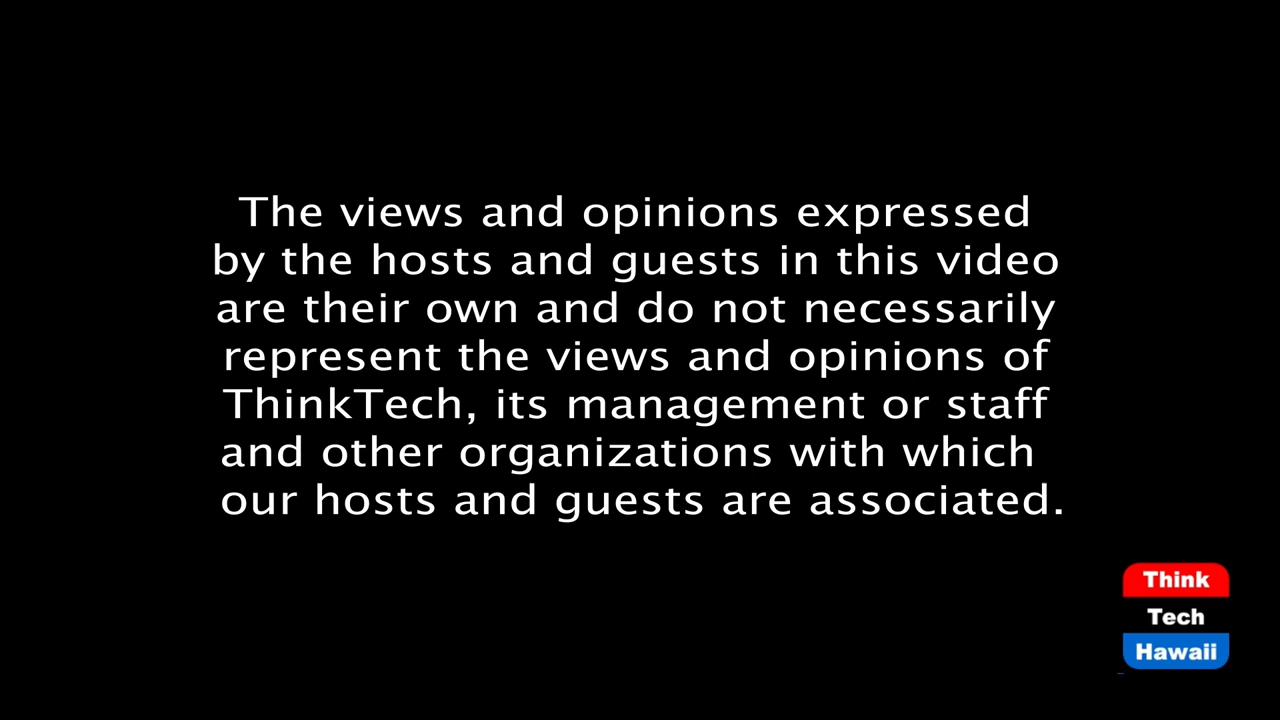 The views and opinions expressed
by the hosts and guests in this video
are their own and do not necessarily
represent the views and opinions of
ThinkTech, its management or staff
and other organizations with which
our hosts and guests are associated.
Think
Tech
Hawaii